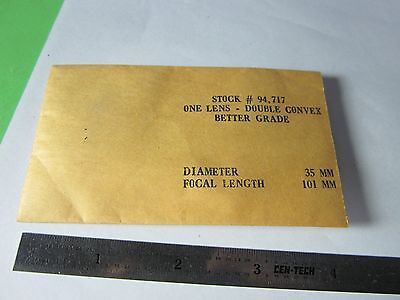 STOCK # 94,717
ONE LENS - DOUBLE CONVEX
BETTER GRADE
DIAMETER 35 MM
FOCAL LENGTH 101 MM
1 2 3 CEN-TECH 4